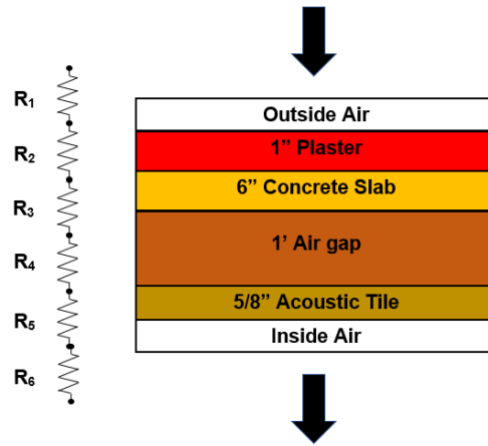 R₁
Outside Air
R₂
1” Plaster
6” Concrete Slab
R₃
1’ Air gap
R₄
5/8” Acoustic Tile
R₅
Inside Air
R₆